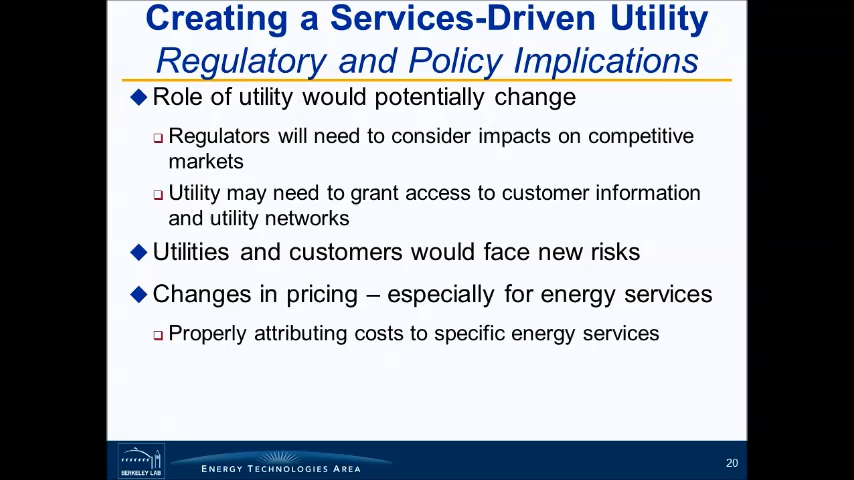 Creating a Services-Driven Utility
Regulatory and Policy Implications
Role of utility would potentially change
Regulators will need to consider impacts on competitive
markets
Utility may need to grant access to customer information
and utility networks
Utilities and customers would face new risks
Changes in pricing – especially for energy services
Properly attributing costs to specific energy services
BERKELEY LAB
ENERGY TECHNOLOGIES AREA
20